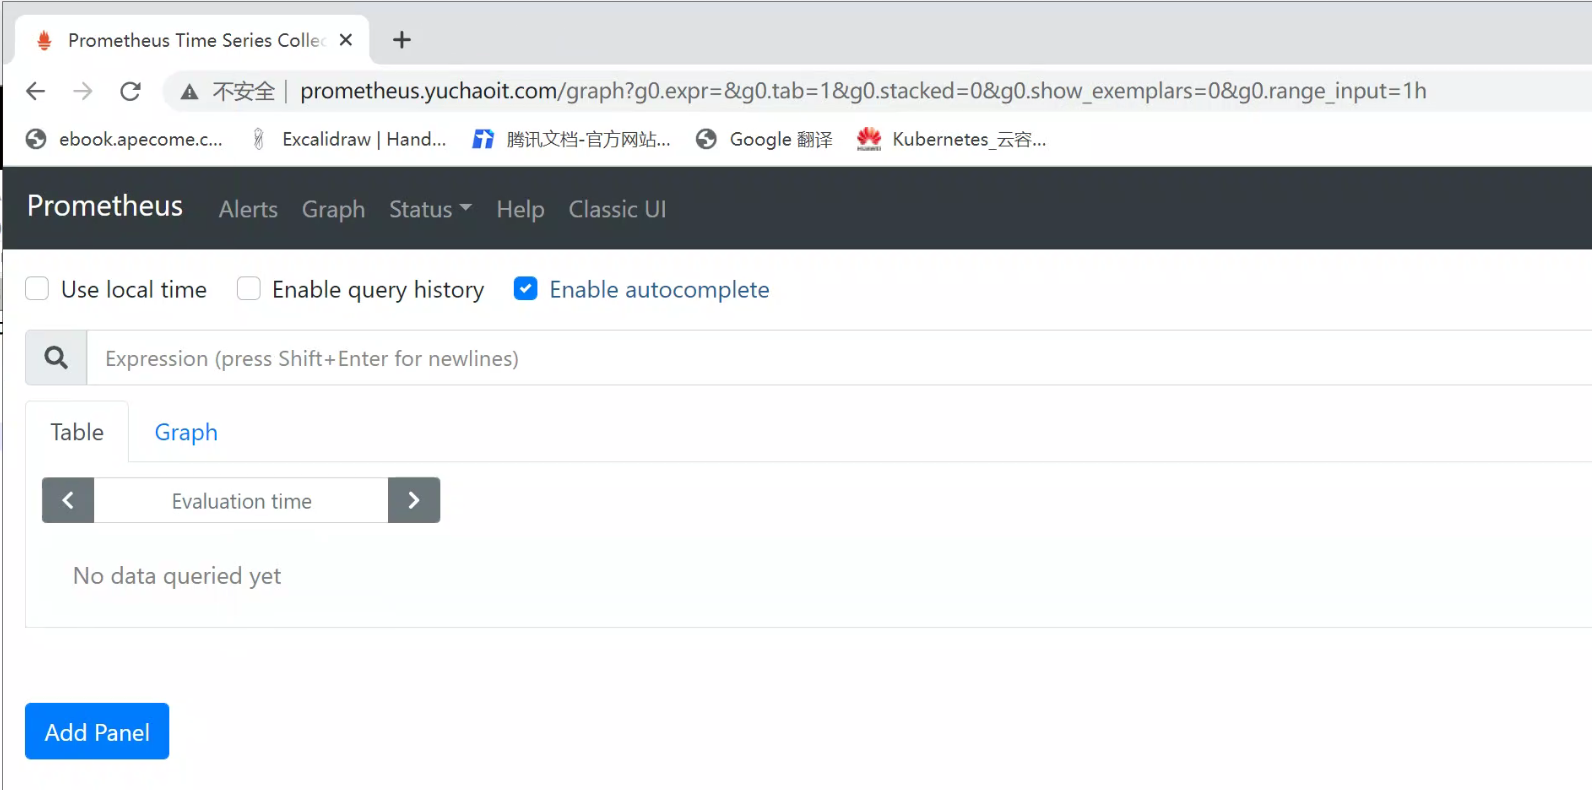 Prometheus Time Series Collec
不安全 | prometheus.yuchaoit.com/graph?g0.expr=&g0.tab=1&g0.stacked=0&g0.show_exemplars=0&g0.range_input=1h
ebook.apecome.c... Excalidraw | Hand... 腾讯文档-官方网站... Google 翻译 Kubernetes_云容...
Prometheus Alerts Graph Status Help Classic UI
Use local time Enable query history Enable autocomplete
Expression (press Shift+Enter for newlines)
Table Graph
Evaluation time
No data queried yet
Add Panel